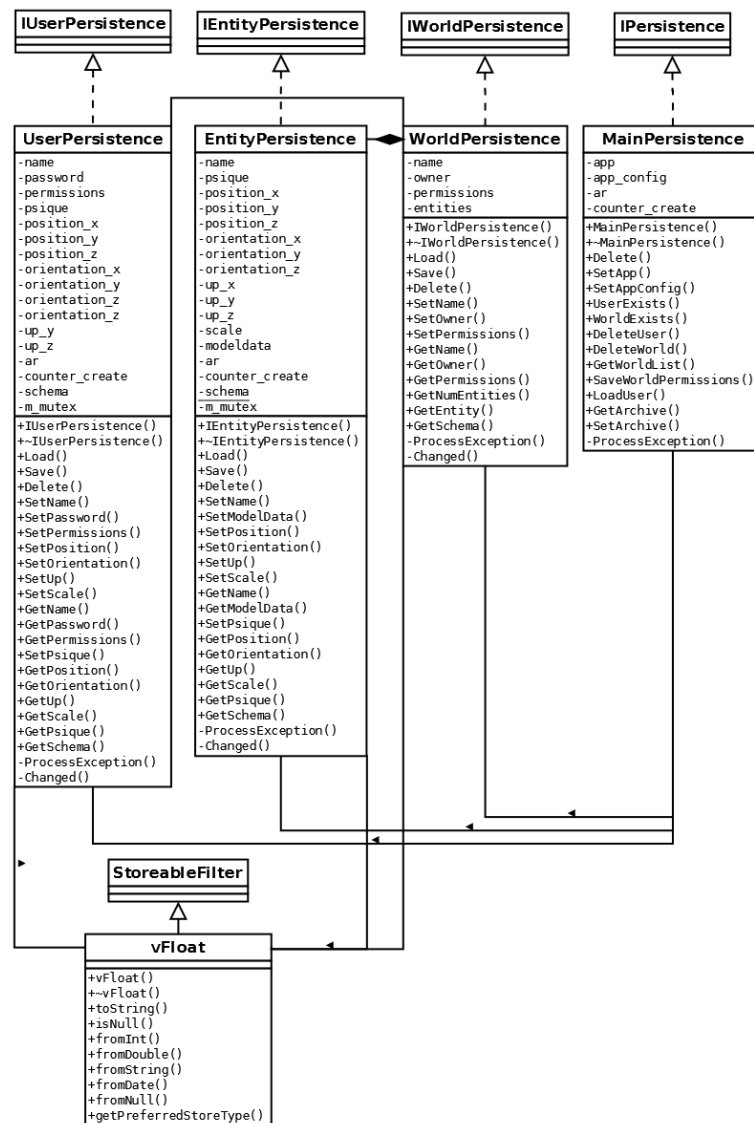 IUserPersistence
IEntityPersistence
IWorldPersistence
IPersistence
UserPersistence
-name
-password
-permissions
-psique
-position_x
-position_y
-position_z
-orientation_x
-orientation_y
-orientation_z
-up_y
-up_z
-ar
-counter_create
-schema
-m_mutex
+IUserPersistence()
+~IUserPersistence()
+Load()
+Save()
+Delete()
+SetName()
+SetPassword()
+SetPermissions()
+SetPosition()
+SetOrientation()
+SetUp()
+SetScale()
+GetName()
+GetPassword()
+GetPermissions()
+SetPsique()
+GetPosition()
+GetOrientation()
+GetUp()
+GetScale()
+GetPsique()
+GetSchema()
-ProcessException()
-Changed()
EntityPersistence
-name
-psique
-position_x
-position_y
-position_z
-orientation_x
-orientation_y
-orientation_z
-up_x
-up_y
-up_z
-scale
-modeldata
-ar
-counter_create
-schema
-m_mutex
+IEntityPersistence()
+~IEntityPersistence()
+Load()
+Save()
+Delete()
+SetName()
+SetModelData()
+SetPosition()
+SetOrientation()
+SetUp()
+SetScale()
+GetName()
+GetModelData()
+SetPsique()
+GetPosition()
+GetOrientation()
+GetUp()
+GetScale()
+GetPsique()
+GetSchema()
-ProcessException()
-Changed()
WorldPersistence
-name
-owner
-permissions
-entities
+IWorldPersistence()
+~IWorldPersistence()
+Load()
+Save()
+Delete()
+SetName()
+SetOwner()
+SetPermissions()
+GetName()
+GetOwner()
+GetPermissions()
+GetNumEntities()
+GetEntity()
+GetSchema()
-ProcessException()
-Changed()
MainPersistence
-app
-app_config
-ar
-counter_create
+MainPersistence()
+~MainPersistence()
+Delete()
+SetApp()
+SetAppConfig()
+UserExists()
+WorldExists()
+DeleteUser()
+DeleteWorld()
+GetWorldList()
+SaveWorldPermissions()
+LoadUser()
+GetArchive()
+SetArchive()
-ProcessException()
StoreableFilter
vFloat
+vFloat()
+~vFloat()
+toString()
+isNull()
+fromInt()
+fromDouble()
+fromString()
+fromDate()
+fromNull()
+getPreferredStoreType()